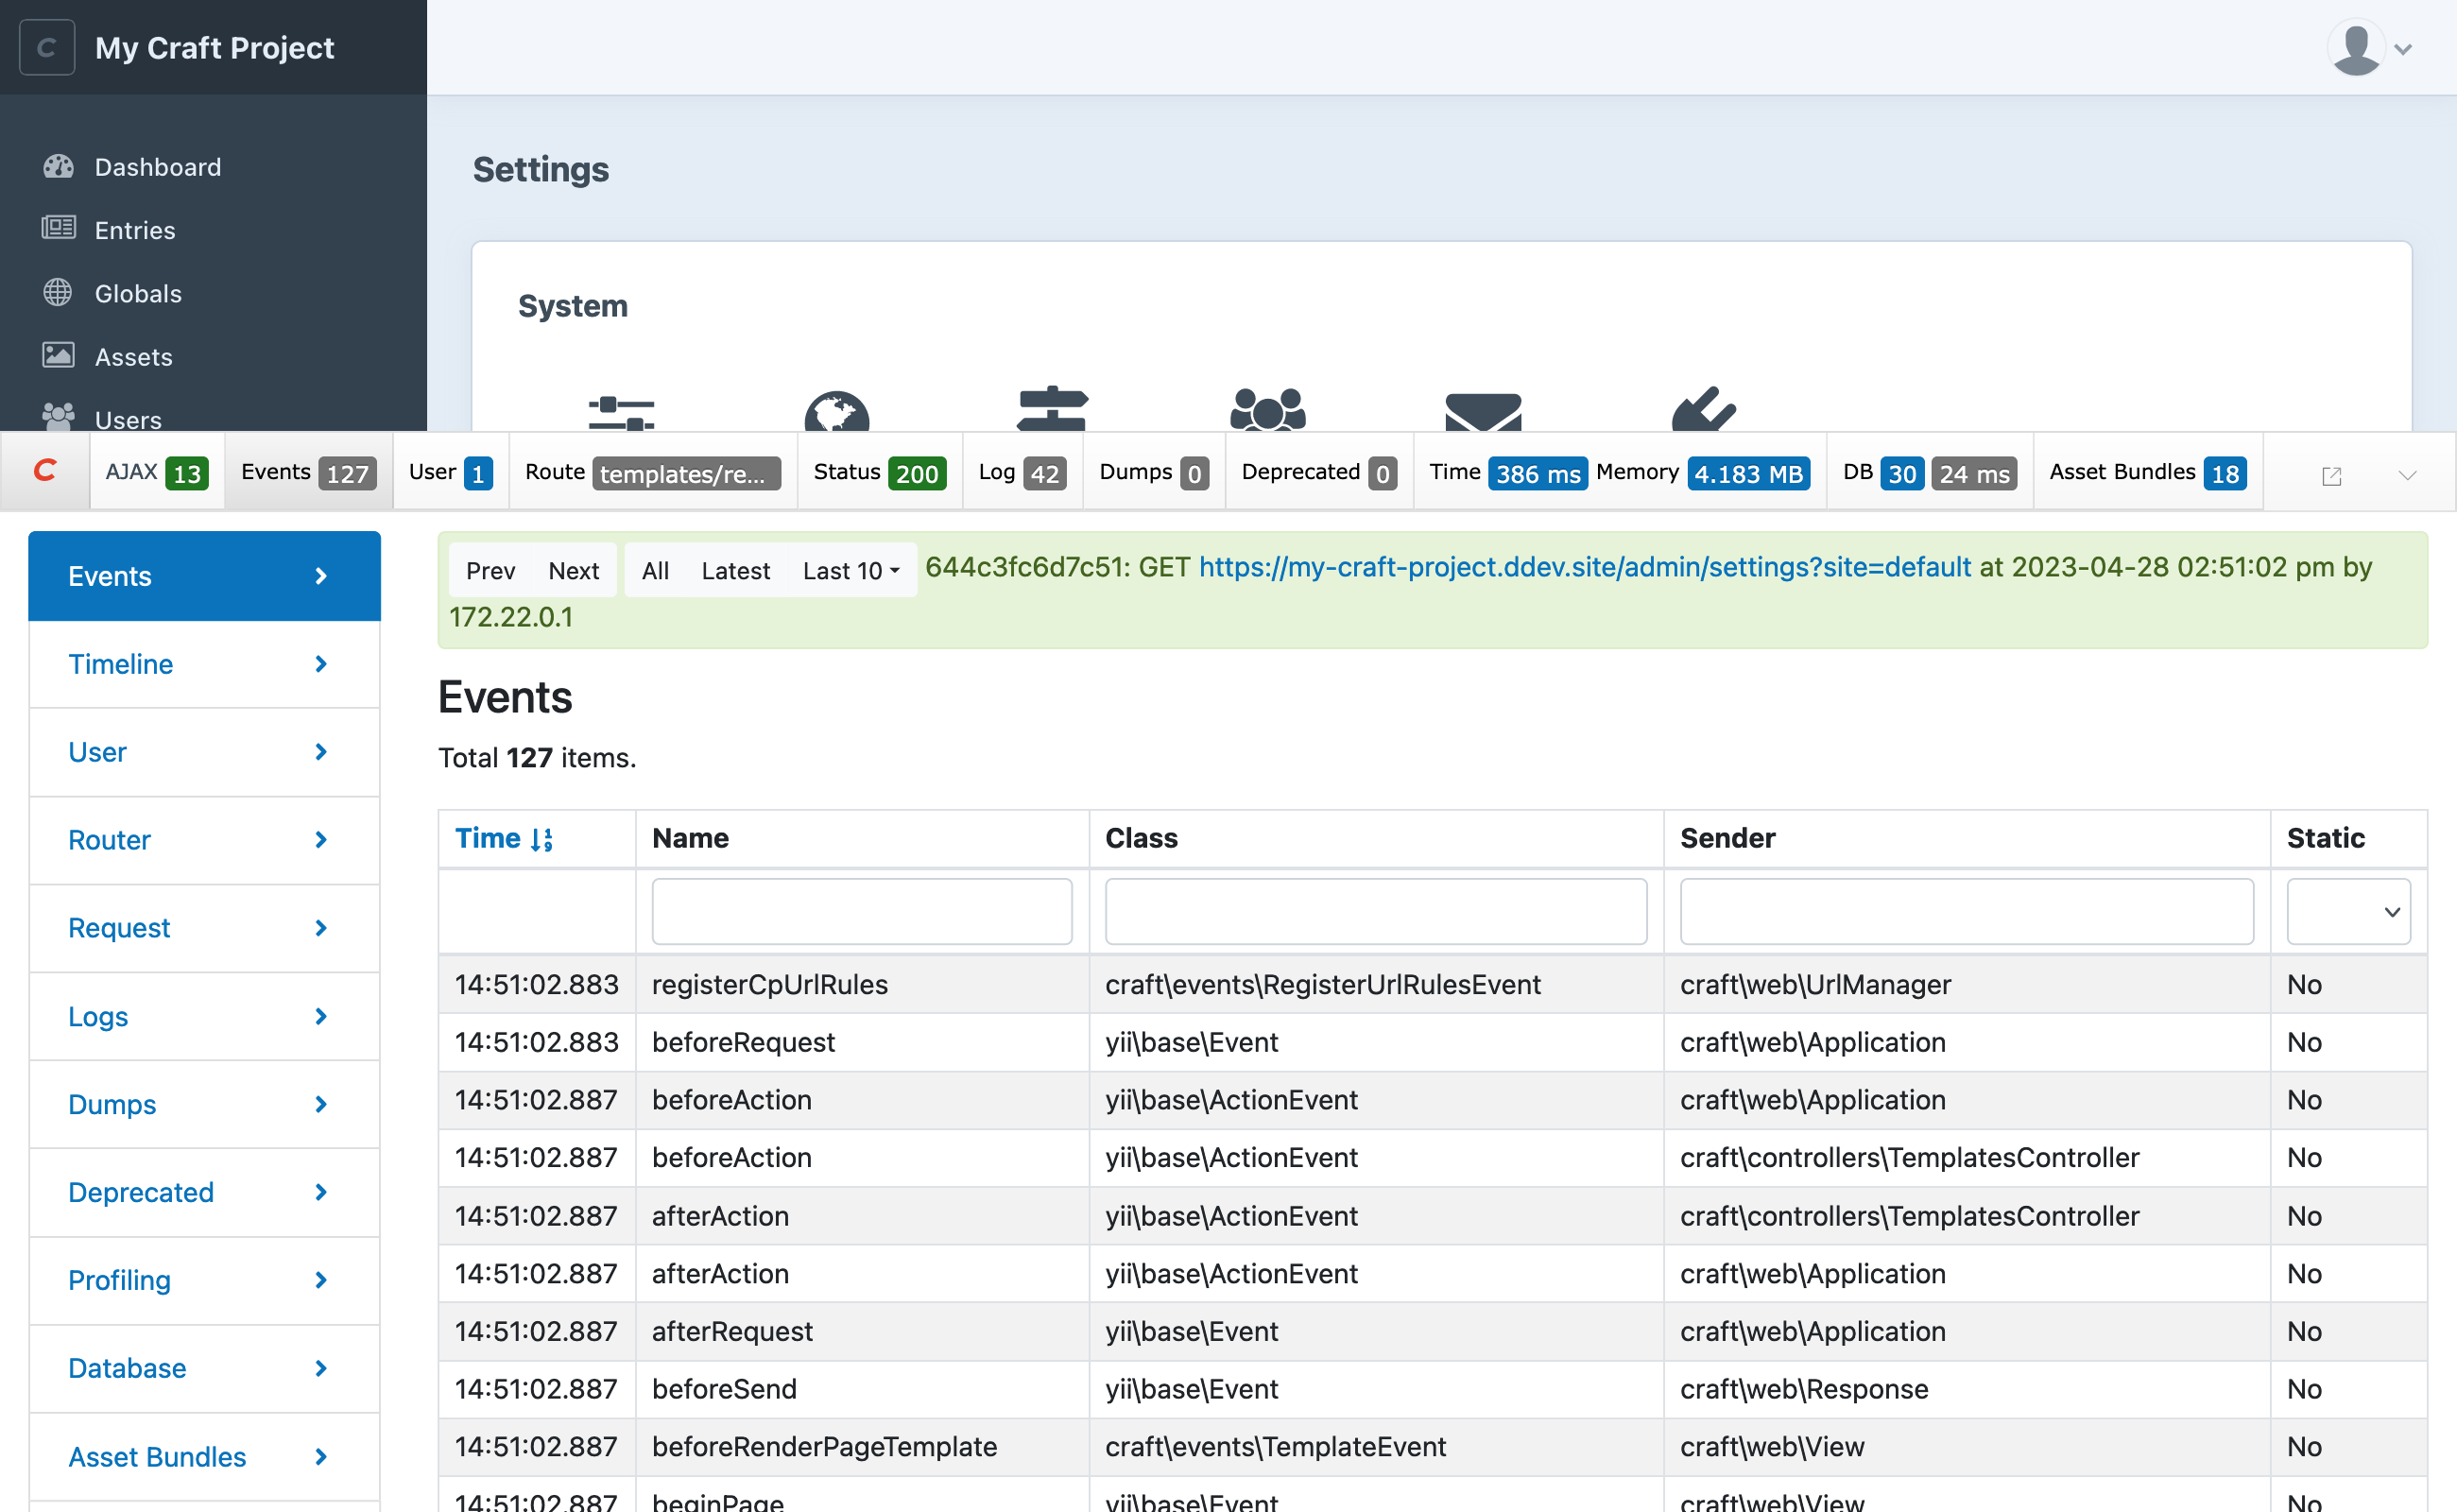 My Craft Project
Dashboard
Entries
Globals
Assets
Users
Settings
System
AJAX 13 Events 127 User 1 Route templates/re... Status 200 Log 42 Dumps 0 Deprecated 0 Time 386 ms Memory 4.183 MB DB 30 24 ms Asset Bundles 18
Events
Timeline
User
Router
Request
Logs
Dumps
Deprecated
Profiling
Database
Asset Bundles
Prev Next All Latest Last 10 644c3fc6d7c51: GET https://my-craft-project.ddev.site/admin/settings?site=default at 2023-04-28 02:51:02 pm by
172.22.0.1
Events
Total 127 items.
Time Name Class Sender Static
14:51:02.883 registerCpUrlRules craft\events\RegisterUrlRulesEvent craft\web\UrlManager No
14:51:02.883 beforeRequest yii\base\Event craft\web\Application No
14:51:02.887 beforeAction yii\base\ActionEvent craft\web\Application No
14:51:02.887 beforeAction yii\base\ActionEvent craft\controllers\TemplatesController No
14:51:02.887 afterAction yii\base\ActionEvent craft\controllers\TemplatesController No
14:51:02.887 afterAction yii\base\ActionEvent craft\web\Application No
14:51:02.887 afterRequest yii\base\Event craft\web\Application No
14:51:02.887 beforeSend yii\base\Event craft\web\Response No
14:51:02.887 beforeRenderPageTemplate craft\events\TemplateEvent craft\web\View No
14:51:02.887 beginPage yii\base\Event craft\web\View No